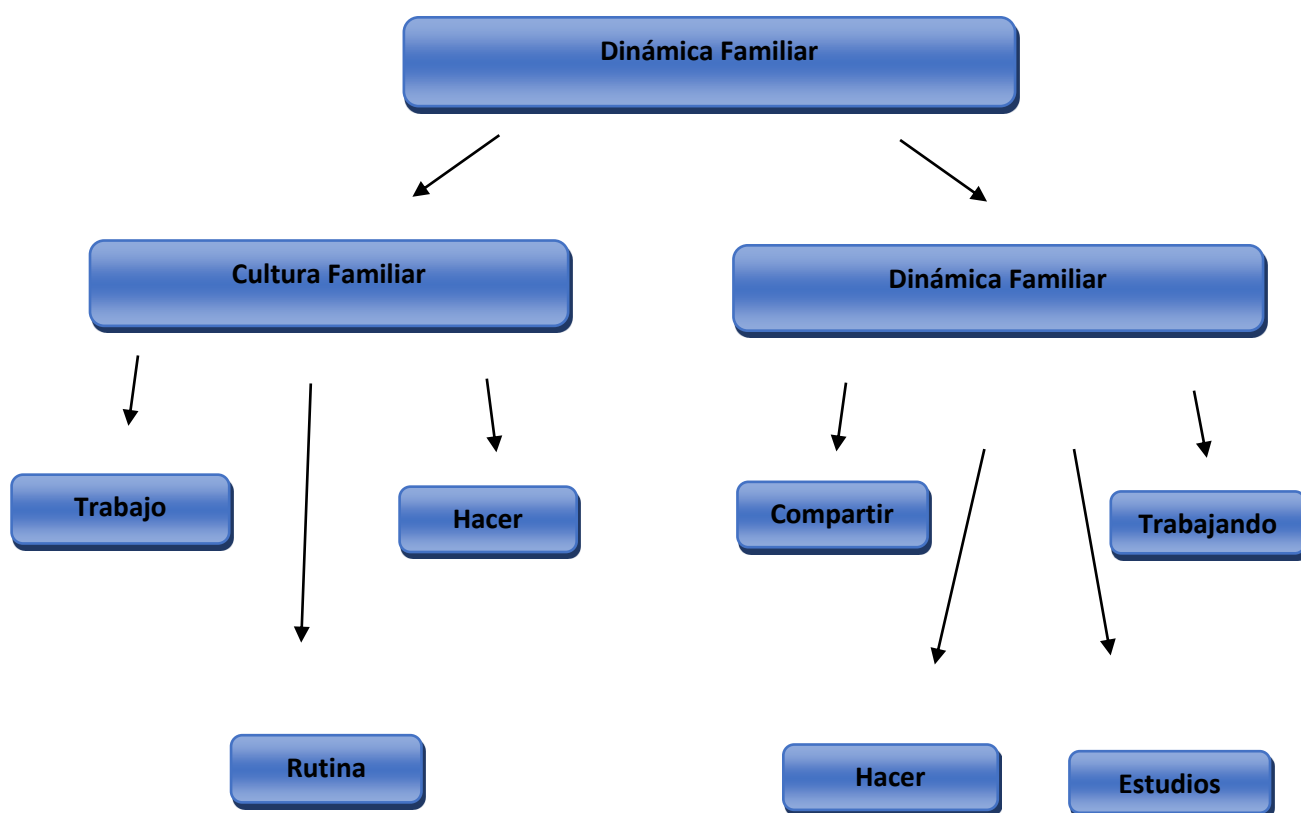 Dinámica Familiar
Cultura Familiar
Dinámica Familiar
Trabajo
Hacer
Compartir
Trabajando
Rutina
Hacer
Estudios